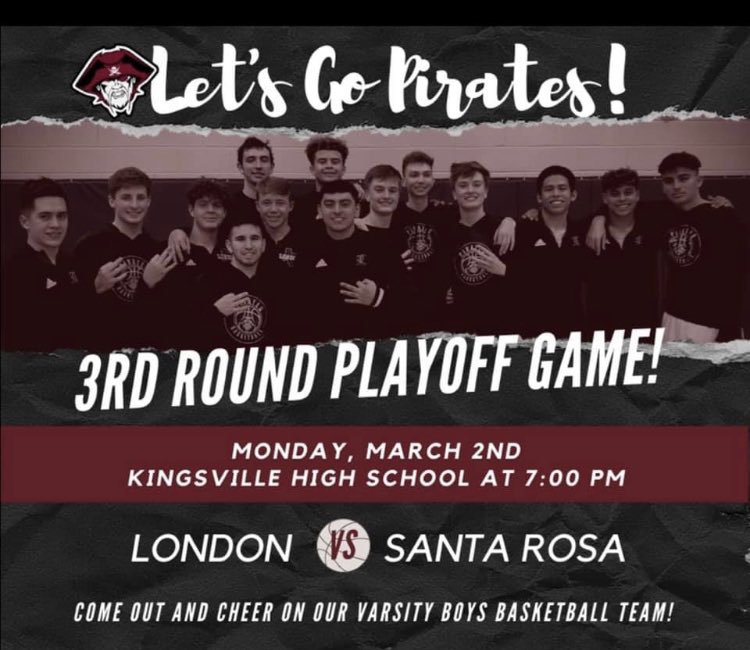 Let's Go Pirates!
3RD ROUND PLAYOFF GAME!
MONDAY, MARCH 2ND
KINGSVILLE HIGH SCHOOL AT 7:00 PM
LONDON VS SANTA ROSA
COME OUT AND CHEER ON OUR VARSITY BOYS BASKETBALL TEAM!